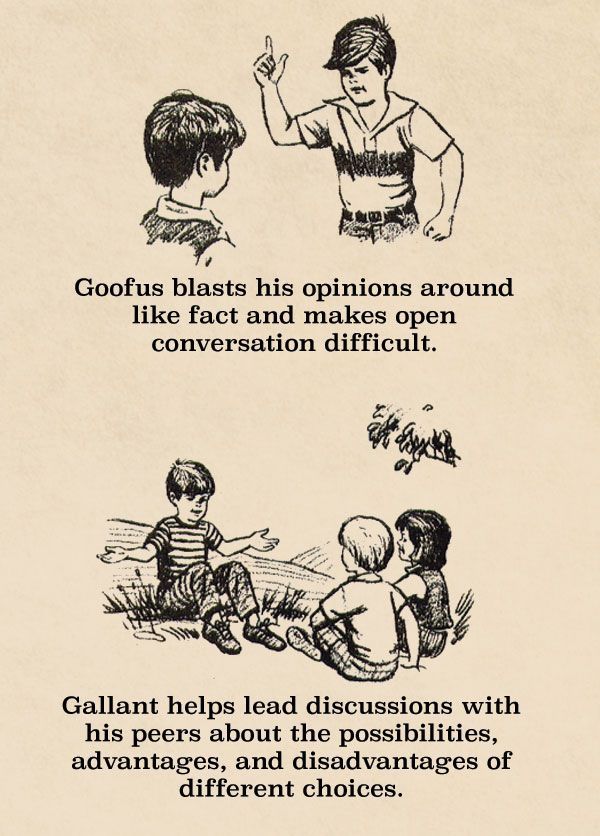 Goofus blasts his opinions around
like fact and makes open
conversation difficult.
Gallant helps lead discussions with
his peers about the possibilities,
advantages, and disadvantages of
different choices.